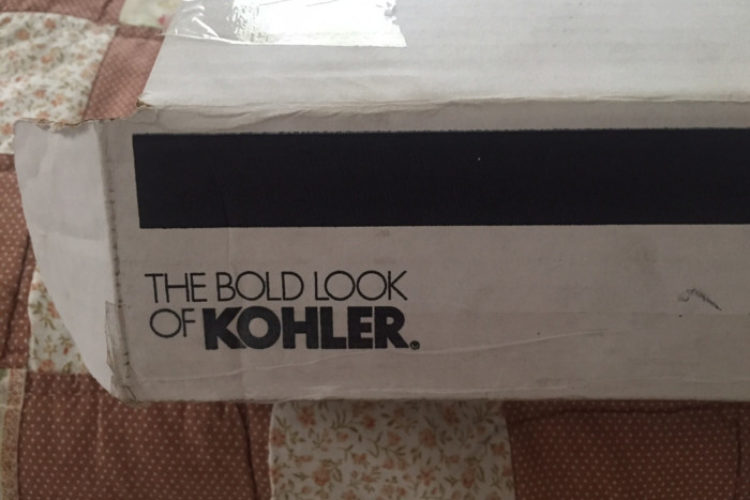 THE BOLD LOOK
OF KOHLER®